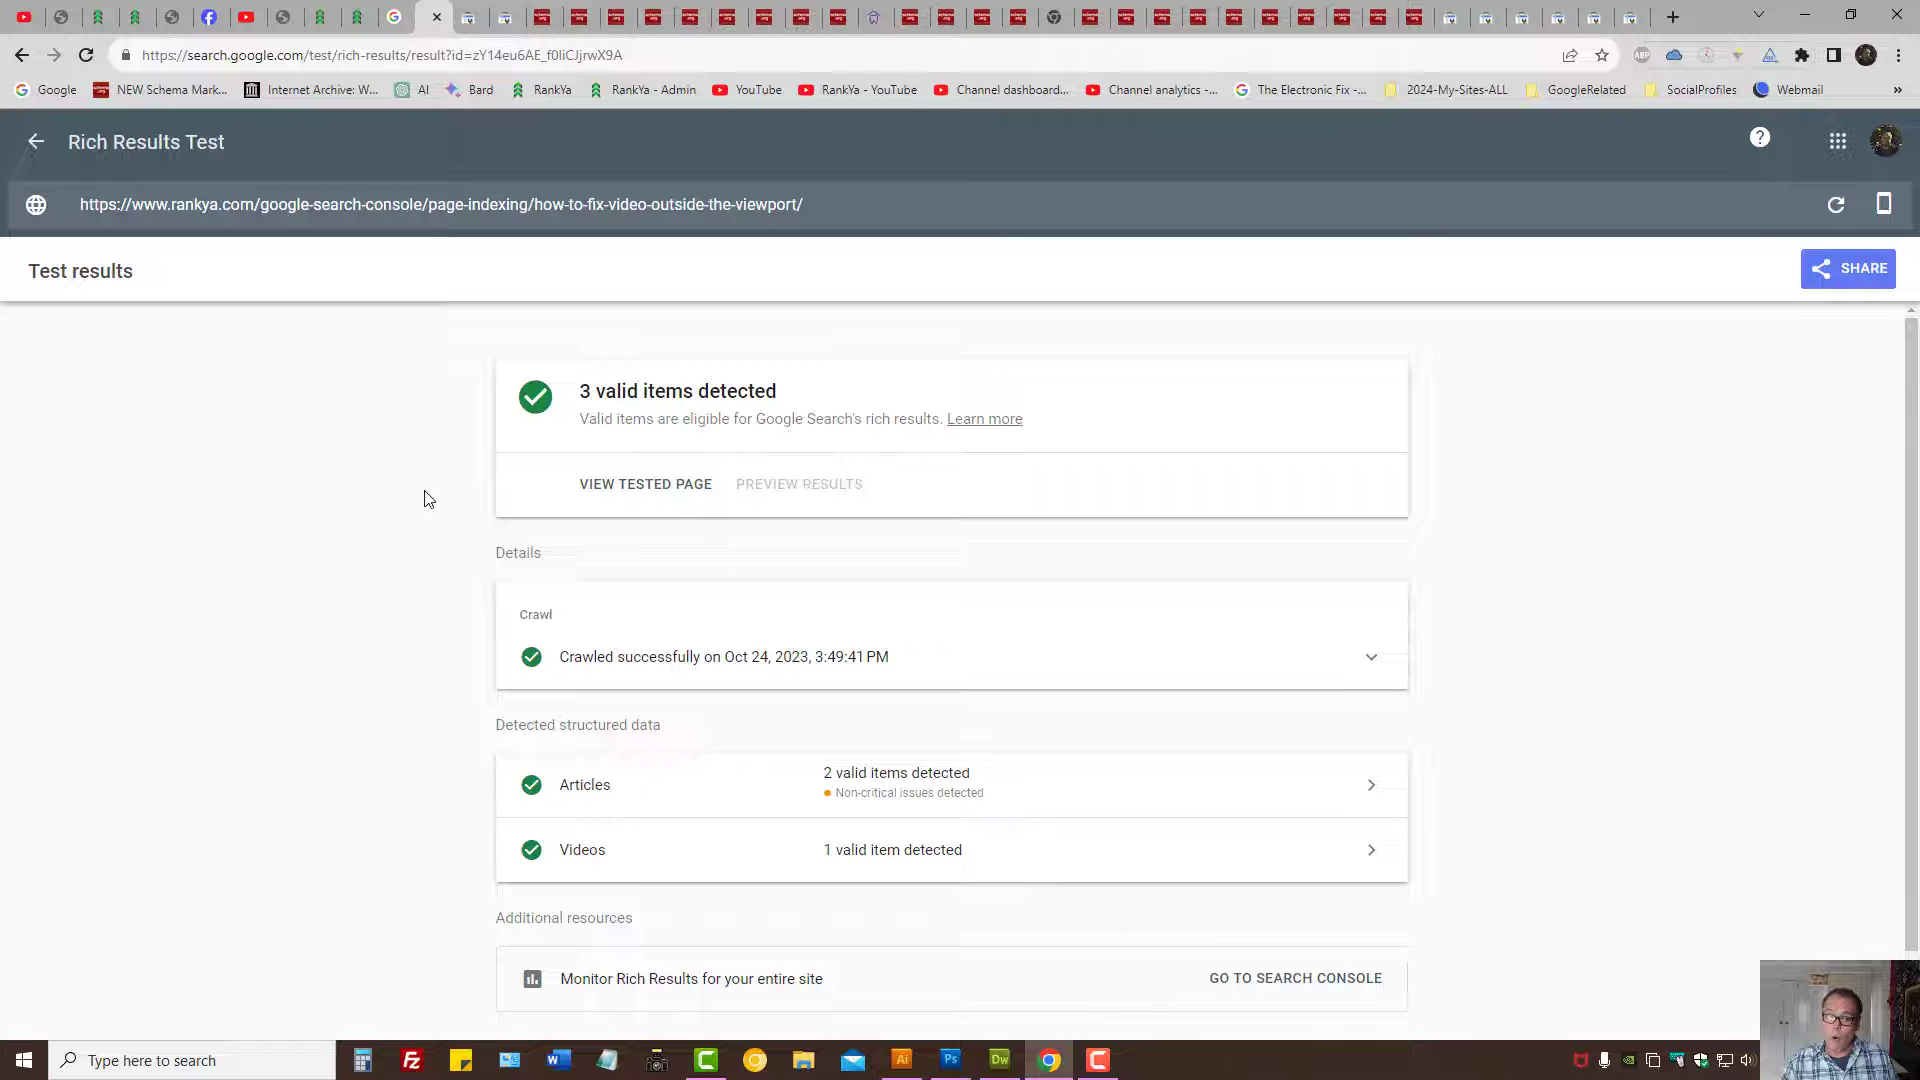 https://search.google.com/test/rich-results/result?id=zY14eu6AE_f0liCJjrwX9A
Google
NEW Schema Mark...
Internet Archive: W...
AI
Bard
RankYa
RankYa - Admin
YouTube
RankYa - YouTube
Channel dashboard...
Channel analytics -...
The Electronic Fix -...
2024-My-Sites-ALL
GoogleRelated
SocialProfiles
Webmail
»
Rich Results Test
https://www.rankya.com/google-search-console/page-indexing/how-to-fix-video-outside-the-viewport/
Test results
SHARE
3 valid items detected
Valid items are eligible for Google Search's rich results. Learn more
VIEW TESTED PAGE
PREVIEW RESULTS
Details
Crawl
Crawled successfully on Oct 24, 2023, 3:49:41 PM
Detected structured data
Articles
2 valid items detected
Non-critical issues detected
Videos
1 valid item detected
Additional resources
Monitor Rich Results for your entire site
GO TO SEARCH CONSOLE
Type here to search